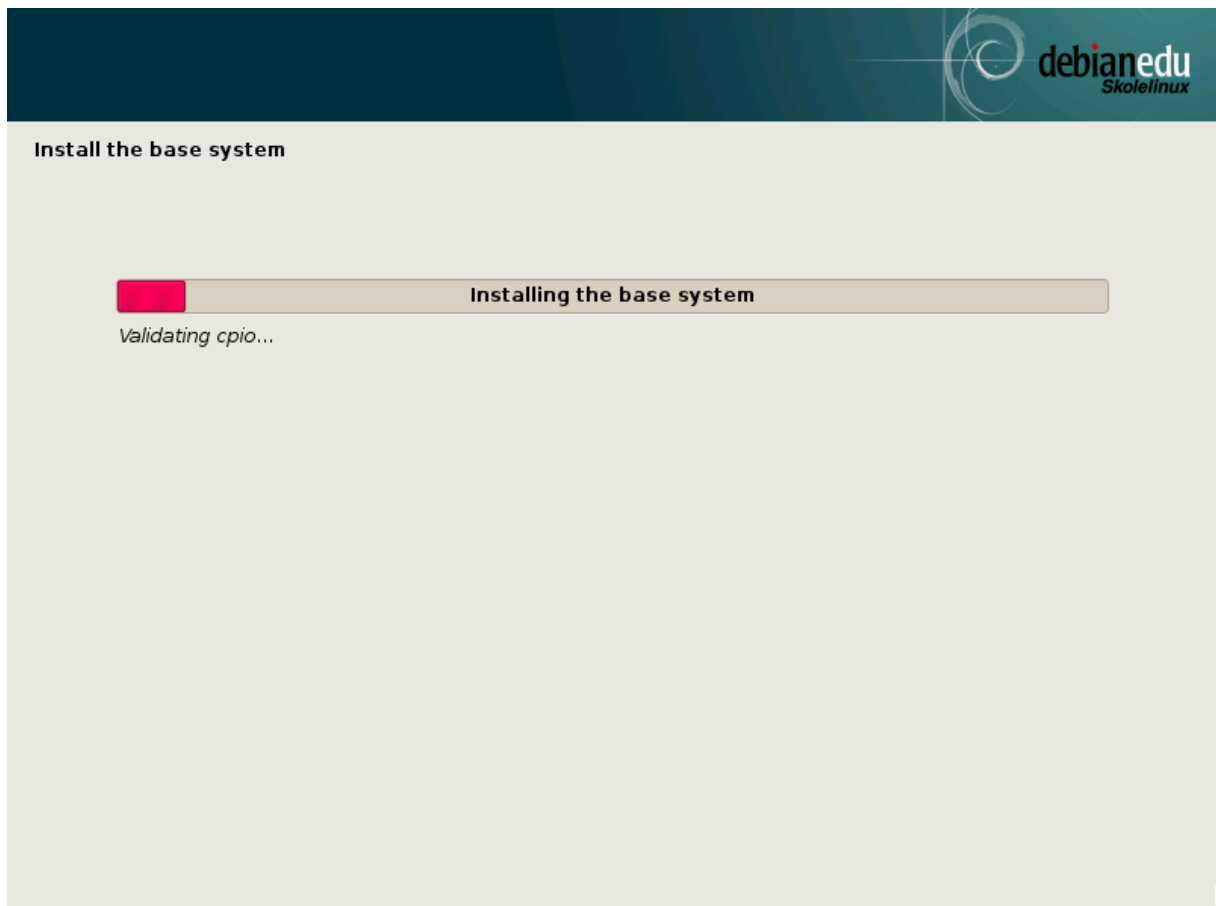 debianedu
Skolelinux
Install the base system
Installing the base system
Validating cpio...